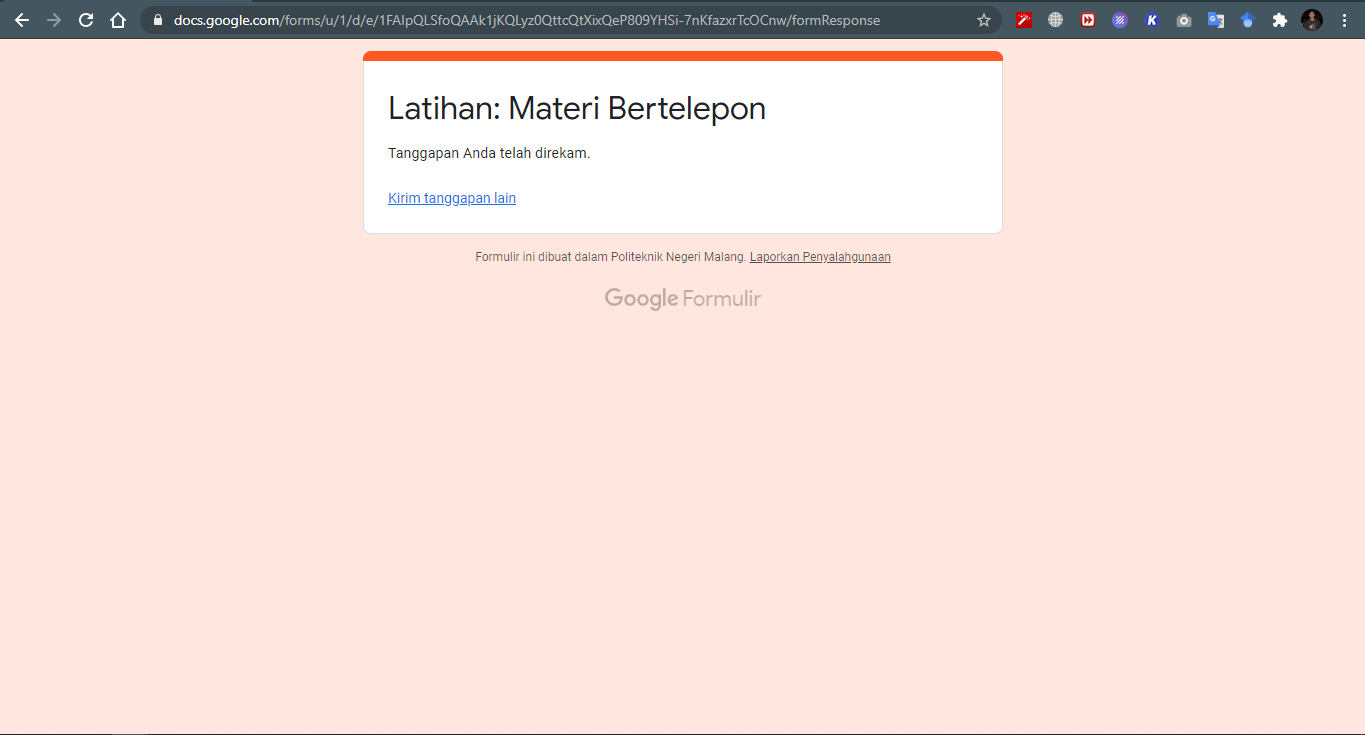 docs.google.com/forms/u/1/d/e/1FAIpQLSfoQAAk1jKQLyz0QttcQtXixQeP809YHSi-7nKfazxrTcOCnw/formResponse
Latihan: Materi Bertelepon
Tanggapan Anda telah direkam.
Kirim tanggapan lain
Formulir ini dibuat dalam Politeknik Negeri Malang. Laporkan Penyalahgunaan
Google Formulir